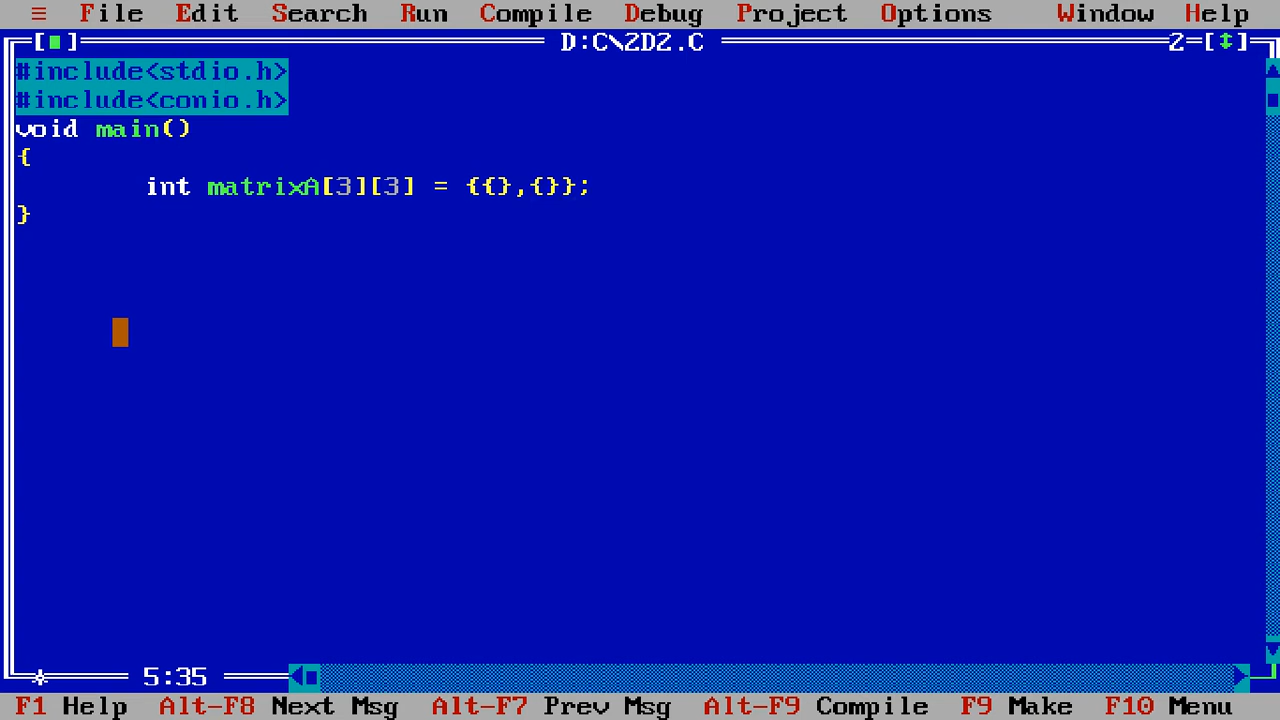 ≡ File Edit Search Run Compile Debug Project Options Window Help
[■] D:C\2D2.C 2=[↕]
#include<stdio.h>
#include<conio.h>
void main()
{
int matrixA[3][3] = {{},{}};
}
5:35
F1 Help Alt-F8 Next Msg Alt-F7 Prev Msg Alt-F9 Compile F9 Make F10 Menu